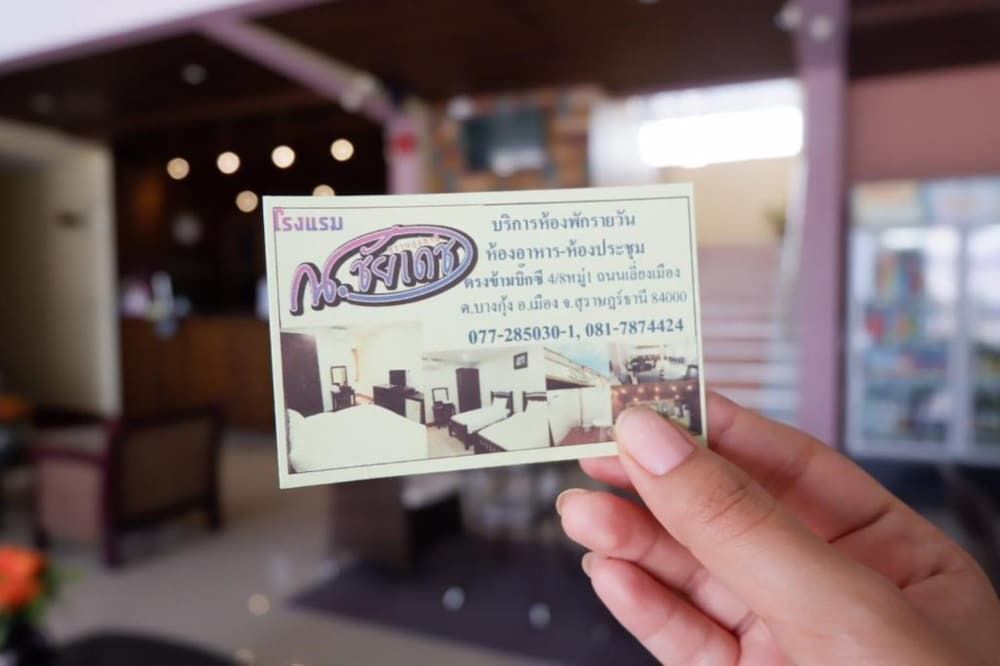 โรงแรม
ณ.ชัยเดช
บริการห้องพักรายวัน
ห้องอาหาร-ห้องประชุม
ตรงข้ามบิ๊กซี 4/8หมู่1 ถนนเลี่ยงเมือง
ต.บางกุ้ง อ.เมือง จ.สุราษฎร์ธานี 84000
077-285030-1, 081-7874424